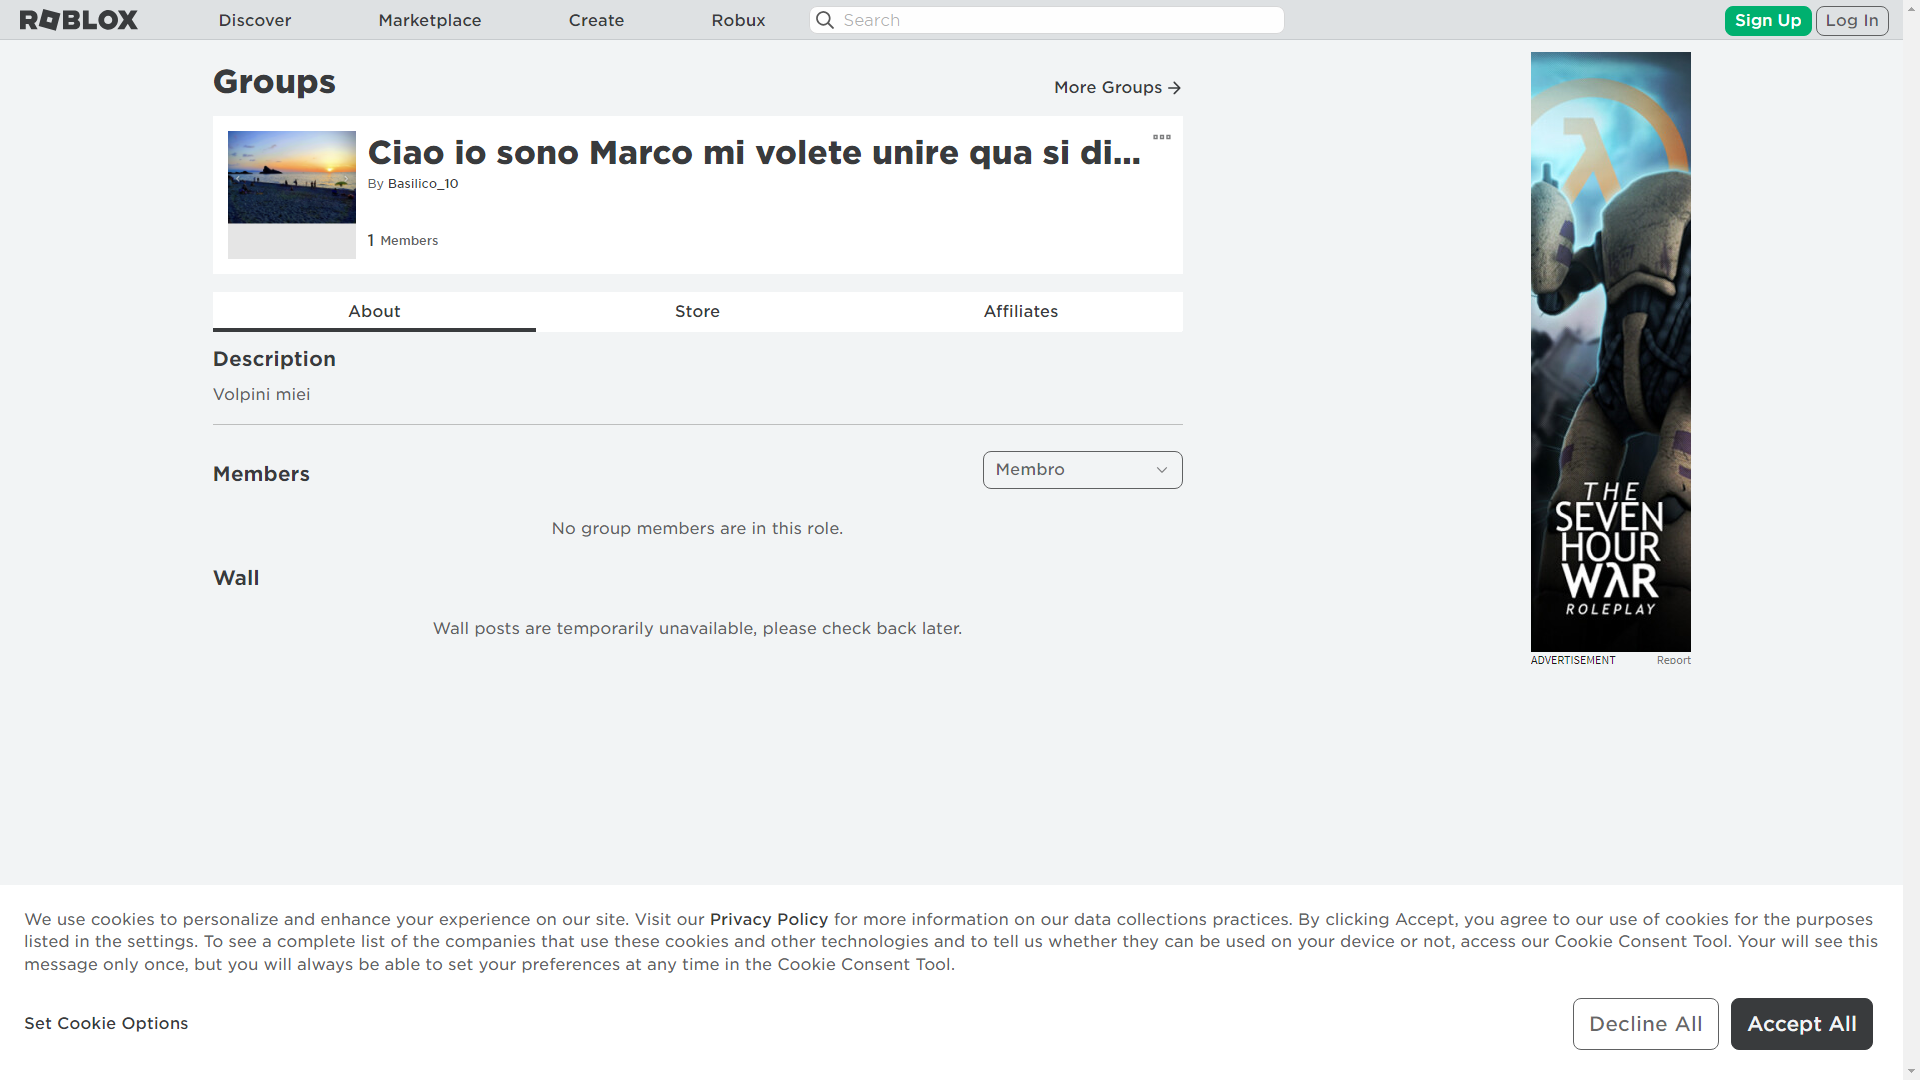 ROBLOX
Discover
Marketplace
Create
Robux
Search
Sign Up
Log In
Groups
More Groups
Ciao io sono Marco mi volete unire qua si di...
By Basilico_10
1 Members
About
Store
Affiliates
Description
Volpini miei
Members
Membro
No group members are in this role.
Wall
Wall posts are temporarily unavailable, please check back later.
THE
SEVEN
HOUR
WAR
ROLEPLAY
ADVERTISEMENT
Report
We use cookies to personalize and enhance your experience on our site. Visit our Privacy Policy for more information on our data collections practices. By clicking Accept, you agree to our use of cookies for the purposes
listed in the settings. To see a complete list of the companies that use these cookies and other technologies and to tell us whether they can be used on your device or not, access our Cookie Consent Tool. Your will see this
message only once, but you will always be able to set your preferences at any time in the Cookie Consent Tool.
Set Cookie Options
Decline All
Accept All